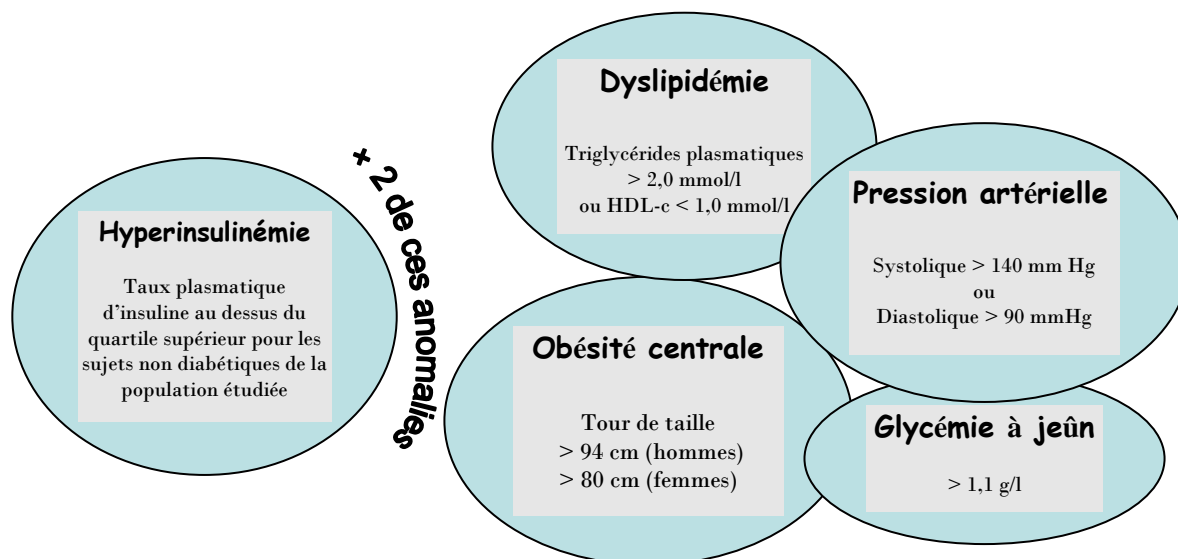 Hyperinsulinémie
Taux plasmatique
d'insuline au dessus du
quartile supérieur pour les
sujets non diabétiques de la
population étudiée
+ 2 de ces anomalies
Dyslipidémie
Triglycérides plasmatiques
> 2,0 mmol/l
ou HDL-c < 1,0 mmol/l
Pression artérielle
Systolique > 140 mm Hg
ou
Diastolique > 90 mmHg
Obésité centrale
Tour de taille
> 94 cm (hommes)
> 80 cm (femmes)
Glycémie à jeûn
> 1,1 g/l